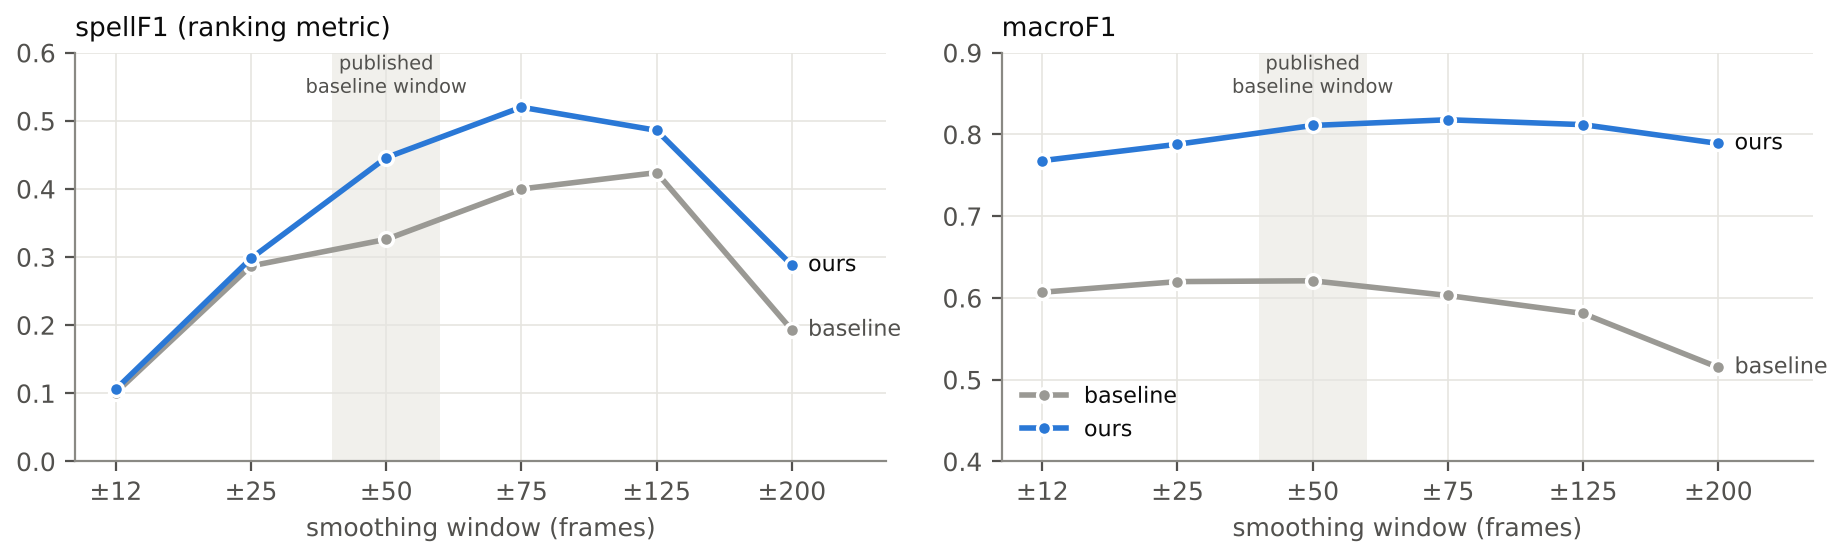 spellF1 (ranking metric)
0.6
0.5
0.4
0.3
0.2
0.1
0.0
published
baseline window
ours
baseline
±12
±25
±50
±75
±125
±200
smoothing window (frames)
macroF1
0.9
0.8
0.7
0.6
0.5
0.4
published
baseline window
ours
baseline
baseline
ours
±12
±25
±50
±75
±125
±200
smoothing window (frames)